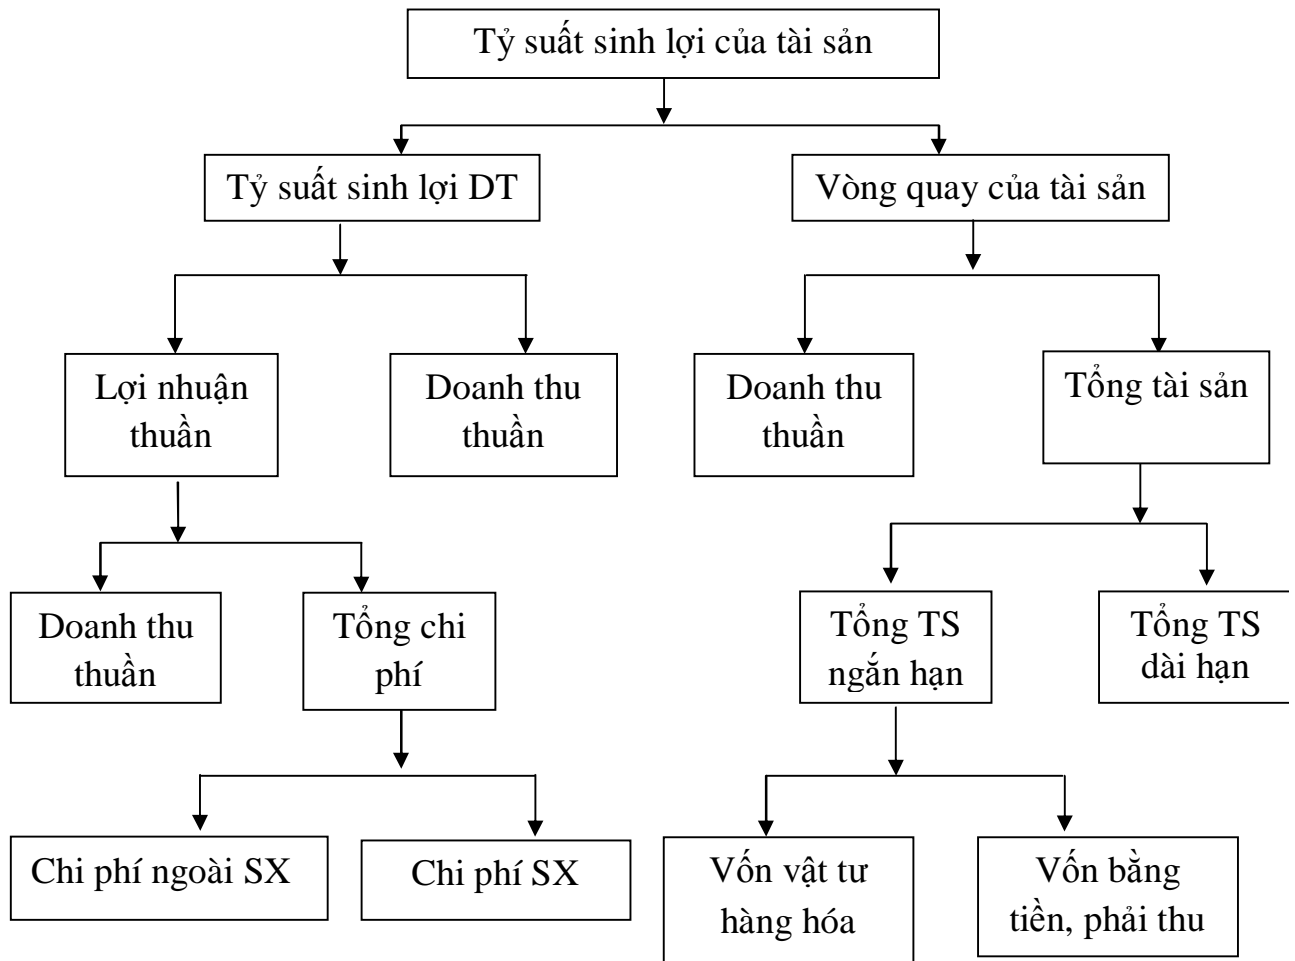 Tỷ suất sinh lợi của tài sản
Tỷ suất sinh lợi DT
Vòng quay của tài sản
Lợi nhuận
thuần
Doanh thu
thuần
Doanh thu
thuần
Tổng tài sản
Doanh thu
thuần
Tổng chi
phí
Tổng TS
ngắn hạn
Tổng TS
dài hạn
Chi phí ngoài SX
Chi phí SX
Vốn vật tư
hàng hóa
Vốn bằng
tiền, phải thu